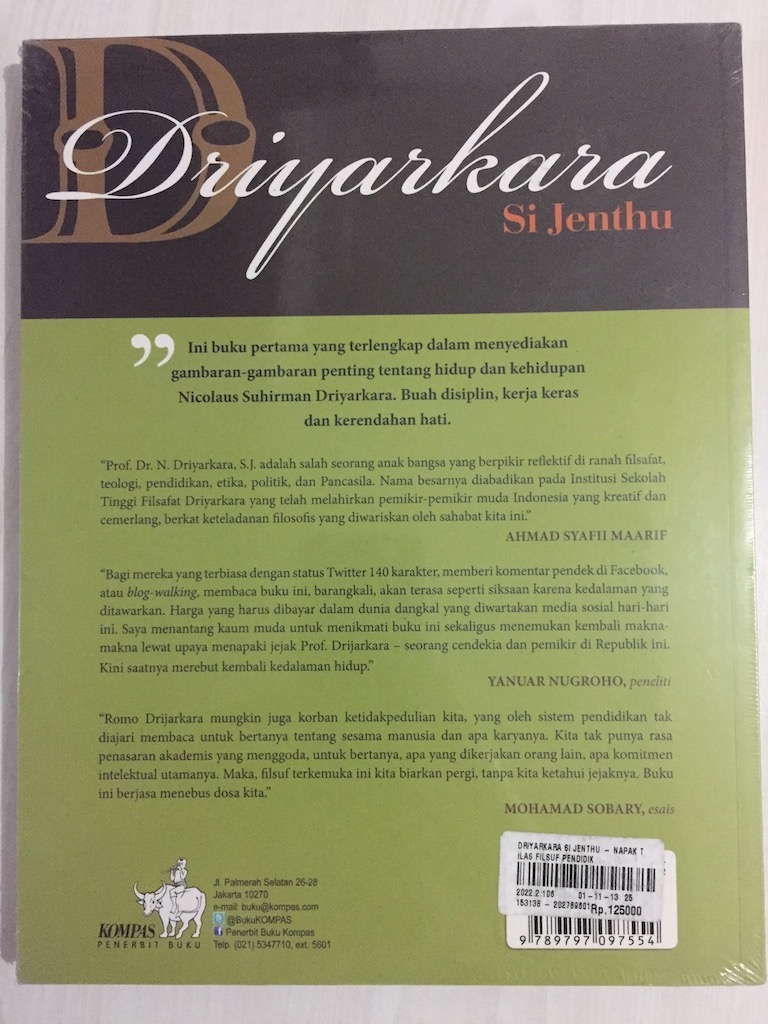 D
Driyarkara
Si Jenthu
” Ini buku pertama yang terlengkap dalam menyediakan
gambaran-gambaran penting tentang hidup dan kehidupan
Nicolaus Suhirman Driyarkara. Buah disiplin, kerja keras
dan kerendahan hati.
“Prof. Dr. N. Driyarkara, S.J. adalah salah seorang anak bangsa yang berpikir reflektif di ranah filsafat,
teologi, pendidikan, etika, politik, dan Pancasila. Nama besarnya diabadikan pada Institusi Sekolah
Tinggi Filsafat Driyarkara yang telah melahirkan pemikir-pemikir muda Indonesia yang kreatif dan
cemerlang, berkat keteladanan filosofis yang diwariskan oleh sahabat kita ini.”
AHMAD SYAFII MAARIF
“Bagi mereka yang terbiasa dengan status Twitter 140 karakter, memberi komentar pendek di Facebook,
atau blog-walking, membaca buku ini, barangkali, akan terasa seperti siksaan karena kedalaman yang
ditawarkan. Harga yang harus dibayar dalam dunia dangkal yang diwartakan media sosial hari-hari
ini. Saya menantang kaum muda untuk menikmati buku ini sekaligus menemukan kembali makna-
makna lewat upaya menapaki jejak Prof. Drijarkara – seorang cendekia dan pemikir di Republik ini.
Kini saatnya merebut kembali kedalaman hidup.”
YANUAR NUGROHO, peneliti
“Romo Drijarkara mungkin juga korban ketidakpedulian kita, yang oleh sistem pendidikan tak
diajari membaca untuk bertanya tentang sesama manusia dan apa karyanya. Kita tak punya rasa
penasaran akademis yang menggoda, untuk bertanya, apa yang dikerjakan orang lain, apa komitmen
intelektual utamanya. Maka, filsuf terkemuka ini kita biarkan pergi, tanpa kita ketahui jejaknya. Buku
ini berjasa menebus dosa kita.”
MOHAMAD SOBARY, esais
KOMPAS
PENERBIT BUKU
Jl. Palmerah Selatan 26-28
Jakarta 10270
e-mail: buku@kompas.com
@BukuKOMPAS
Penerbit Buku Kompas
Telp. (021) 5347710, ext. 5601
DRIYARKARA SI JENTHU – NAPAK T
ILAS FILSUF PENDIDIK
2022.2.106 01-11-13 25
153138 - 202789601 Rp.125000
9 789797 097554